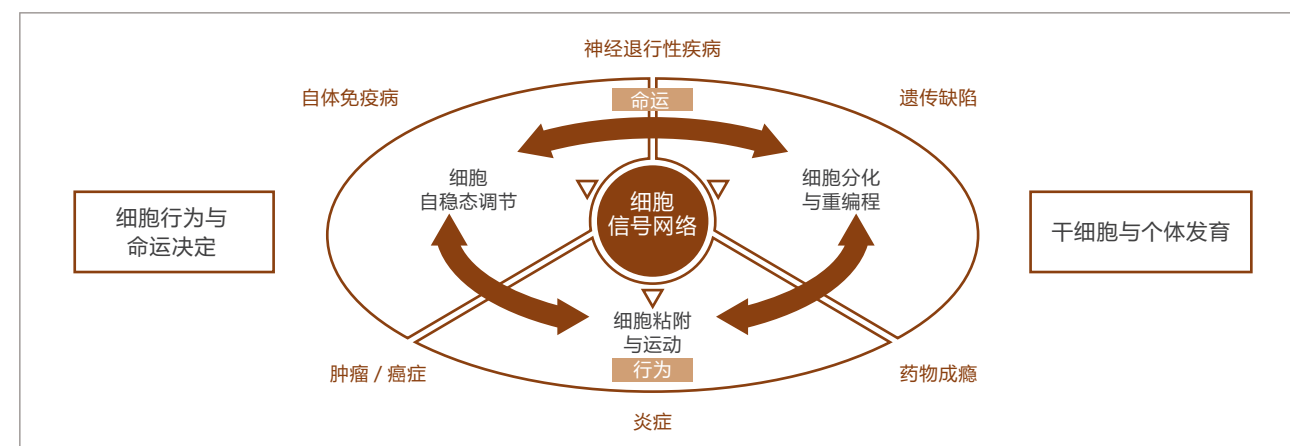 神经退行性疾病
自体免疫病
遗传缺陷
命运
细胞
自稳态调节
细胞分化
与重编程
细胞
信号网络
细胞行为与
命运决定
干细胞与个体发育
细胞粘附
与运动
行为
肿瘤 / 癌症
药物成瘾
炎症